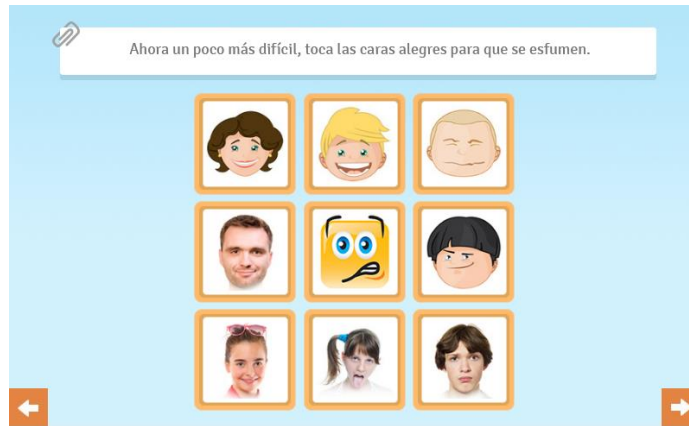 Ahora un poco más difícil, toca las caras alegres para que se esfumen.